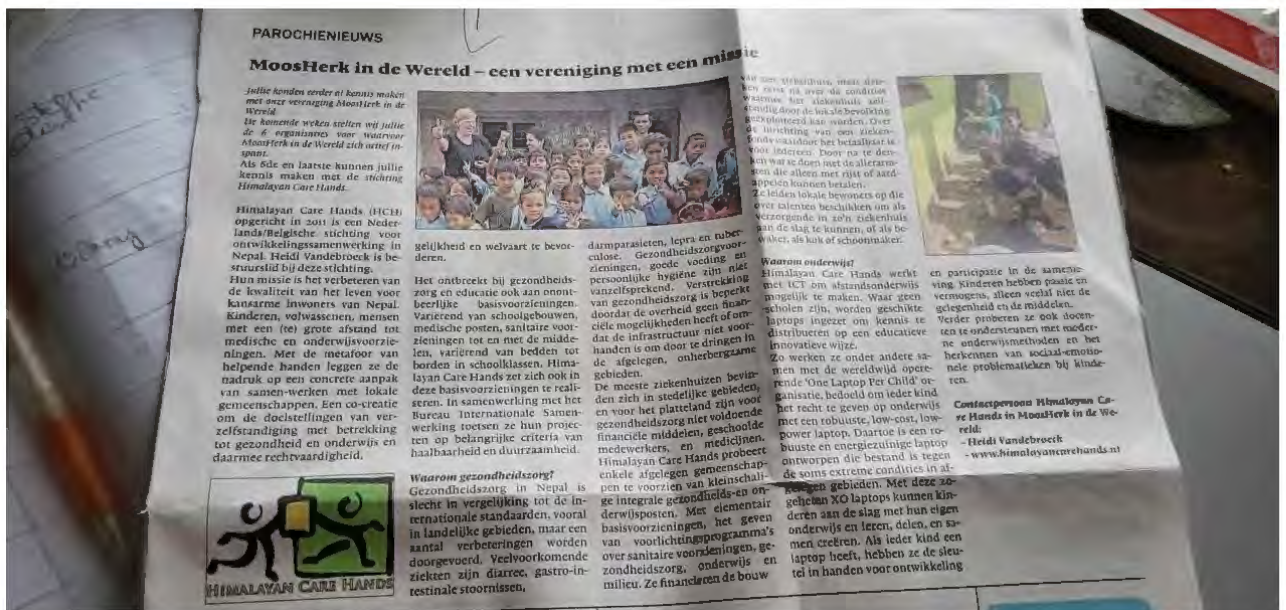 PAROCHIENIEUWS
MoosHerk in de Wereld – een vereniging met een missie
Jullie konden eerder al kennis maken
met onze vereniging MoosHerk in de
Wereld.
De komende weken stellen wij jullie
de 6 organisaties voor waarvoor
MoosHerk in de Wereld zich actief in-
spant.
Als 6de en laatste kunnen jullie
kennis maken met de stichting
Himalayan Care Hands.
Himalayan Care Hands (HCH)
opgericht in 2011 is een Neder-
lands/Belgische stichting voor
ontwikkelingssamenwerking in
Nepal. Heidi Vandebroeck is be-
stuurslid bij deze stichting.
Hun missie is het verbeteren van
de kwaliteit van het leven voor
kansarme inwoners van Nepal.
Kinderen, volwassenen, mensen
met een (te) grote afstand tot
medische en onderwijsvoorzie-
ningen. Met de metafoor van
helpende handen leggen ze de
nadruk op een concrete aanpak
van samen-werken met lokale
gemeenschappen. Een co-creatie
om de doelstellingen van ver-
zelfstandiging met betrekking
tot gezondheid en onderwijs en
daarmee rechtvaardigheid,
HIMALAYAN CARE HANDS
gelijkheid en welvaart te bevor-
deren.
Het ontbreekt bij gezondheids-
zorg en educatie ook aan onont-
beerlijke basisvoorzieningen.
Variërend van schoolgebouwen,
medische posten, sanitaire voor-
zieningen tot en met de midde-
len, variërend van bedden tot
borden in schoolklassen. Hima-
layan Care Hands zet zich ook in
deze basisvoorzieningen te reali-
seren. In samenwerking met het
Bureau Internationale Samen-
werking toetsen ze hun projec-
ten op belangrijke criteria van
haalbaarheid en duurzaamheid.
Waarom gezondheidszorg?
Gezondheidszorg in Nepal is
slecht in vergelijking tot de in-
ternationale standaarden, vooral
in landelijke gebieden, maar een
aantal verbeteringen worden
doorgevoerd. Veelvoorkomende
ziekten zijn diarree, gastro-in-
testinale stoornissen,
darmparasieten, lepra en tuber-
culose. Gezondheidszorgvoor-
zieningen, goede voeding en
persoonlijke hygiëne zijn niet
vanzelfsprekend. Verstrekking
van gezondheidszorg is beperkt
doordat de overheid geen finan-
ciële mogelijkheden heeft of om-
dat de infrastructuur niet voor-
handen is om door te dringen in
de afgelegen, onherbergzame
gebieden.
De meeste ziekenhuizen bevin-
den zich in stedelijke gebieden,
en voor het platteland zijn voor
gezondheidszorg niet voldoende
financiële middelen, geschoolde
medewerkers, en medicijnen.
Himalayan Care Hands probeert
enkele afgelegen gemeenschap-
pen te voorzien van kleinschali-
ge integrale gezondheids-en on-
derwijsposten. Met elementair
basisvoorzieningen, het geven
van voorlichtingsprogramma's
over sanitaire voorzieningen, ge-
zondheidszorg, onderwijs en
milieu. Ze financieren de bouw
van een ziekenhuis, maar den-
ken eerst na over de condities
waarmee het ziekenhuis zelf-
standig door de lokale bevolking
geëxploiteerd kan worden. Over
de inrichting van een zieken-
fonds waardoor het betaalbaar is
voor iedereen. Door na te den-
ken wat te doen met de allerarm-
sten die alleen met rijst of aard-
appelen kunnen betalen.
Ze leiden lokale bewoners op die
over talenten beschikken om als
verzorgende in zo'n ziekenhuis
aan de slag te kunnen, of als be-
waker, als kok of schoonmaker.
Waarom onderwijs?
Himalayan Care Hands werkt
met ICT om afstandsonderwijs
mogelijk te maken. Waar geen
scholen zijn, worden geschikte
laptops ingezet om kennis te
distribueren op een educatieve
innovatieve wijze.
Zo werken ze onder andere sa-
men met de wereldwijd opere-
rende 'One Laptop Per Child' or-
ganisatie, bedoeld om ieder kind
het recht te geven op onderwijs
met een robuuste, low-cost, low-
power laptop. Daartoe is een ro-
buuste en energiezuinige laptop
ontworpen die bestand is tegen
de soms extreme condities in af-
gelegen gebieden. Met deze zo-
geheten XO laptops kunnen kin-
deren aan de slag met hun eigen
onderwijs en leren, delen, en sa-
men creëren. Als ieder kind een
laptop heeft, hebben ze de sleu-
tel in handen voor ontwikkeling
en participatie in de samenle-
ving. Kinderen hebben passie en
vermogens, alleen veelal niet de
gelegenheid en de middelen.
Verder proberen ze ook docen-
ten te ondersteunen met moder-
ne onderwijsmethoden en het
herkennen van sociaal-emotio-
nele problematieken bij kinde-
ren.
Contactpersoon Himalayan Ca-
re Hands in MoosHerk in de We-
reld:
- Heidi Vandebroeck
- www.himalayancarehands.nl